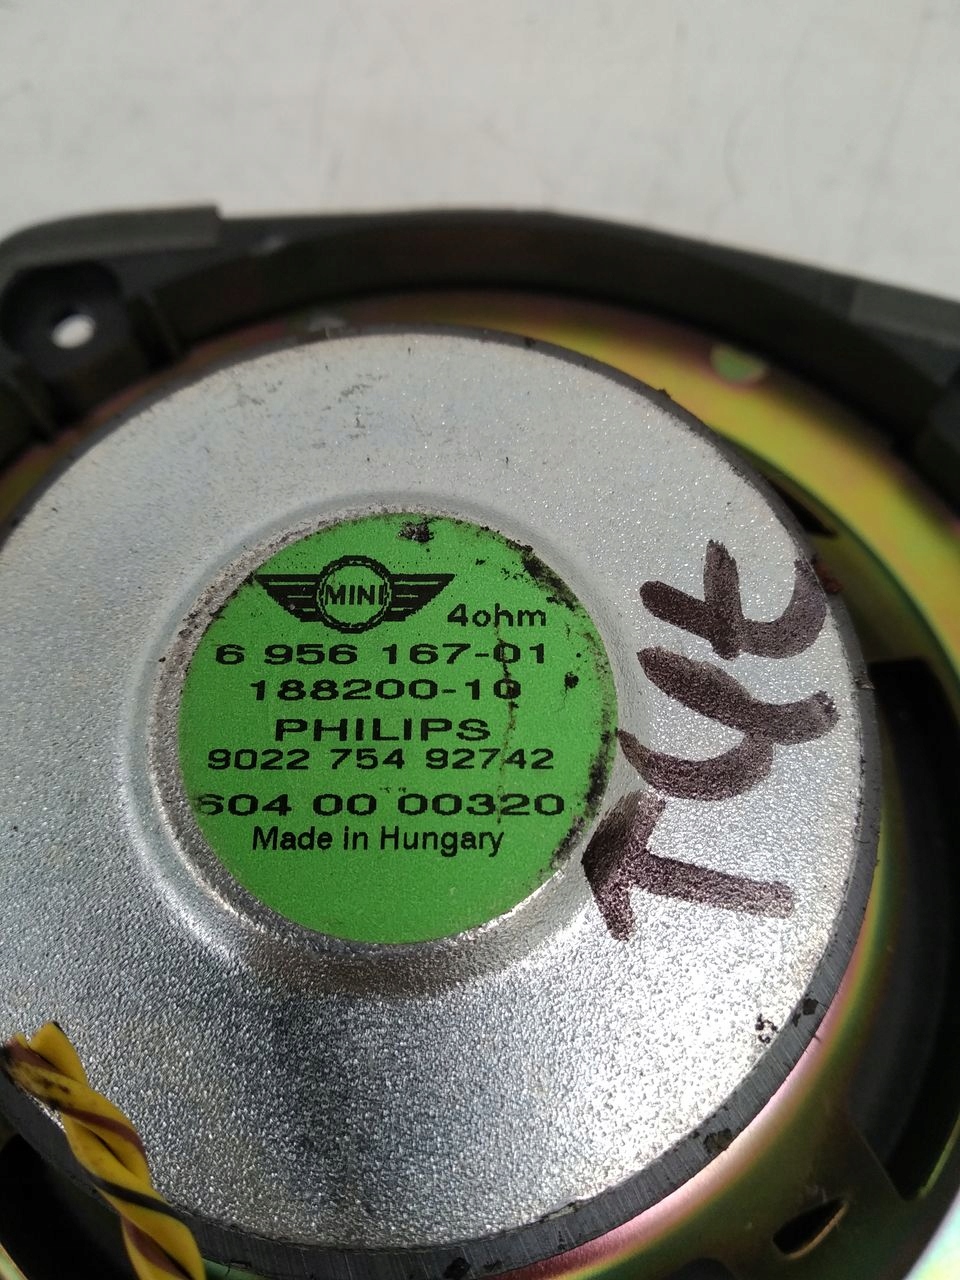 MINI
4ohm
6 956 167-01
188200-10
PHILIPS
9022 754 92742
604 00 00320
Made in Hungary